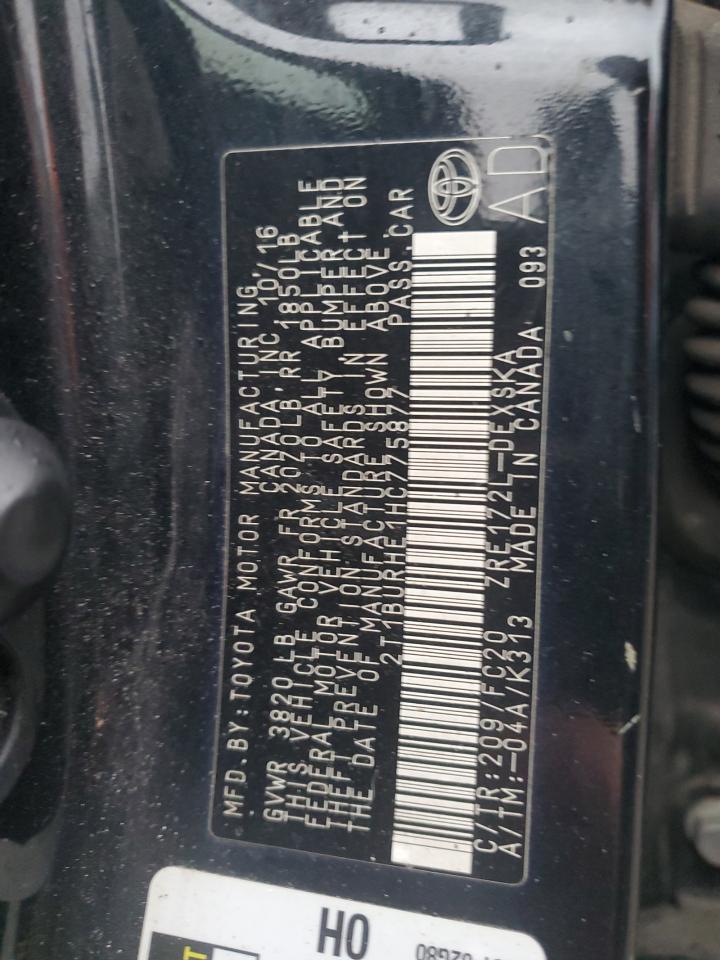 MFD.BY:TOYOTA MOTOR MANUFACTURING,
CANADA,INC 10/16
GVWR 3820 LB GAWR FR 2070LB, RR 1850LB
THIS VEHICLE CONFORMS TO ALL APPLICABLE
FEDERAL MOTOR VEHICLE SAFETY BUMPER,AND
THEFT PREVENTION STANDARDS IN EFFECT ON
THE DATE OF MANUFACTURE SHOWN ABOVE.
2T1BURHE1HC775877 PASS.CAR
C/TR:209/FC20 ZRE172L-DEXSKA
A/TM:-04A/K313 MADE IN CANADA 093
AD
HO